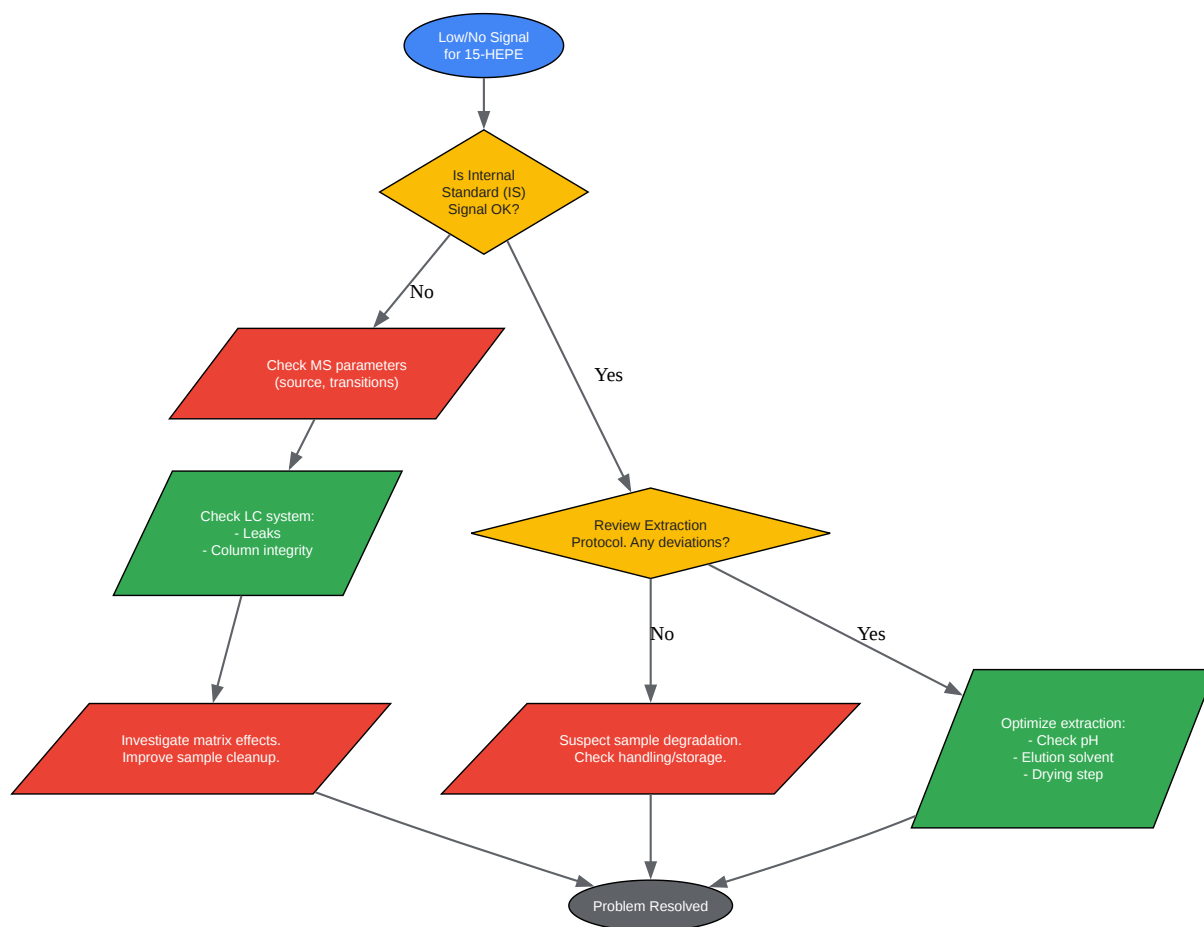 Low/No Signal
for 15-HEPE
Is Internal
Standard (IS)
Signal OK?
No
Yes
Check MS parameters
(source, transitions)
Check LC system:
- Leaks
- Column integrity
Review Extraction
Protocol. Any deviations?
No
Yes
Investigate matrix effects.
Improve sample cleanup.
Suspect sample degradation.
Check handling/storage.
Optimize extraction:
- Check pH
- Elution solvent
- Drying step
Problem Resolved